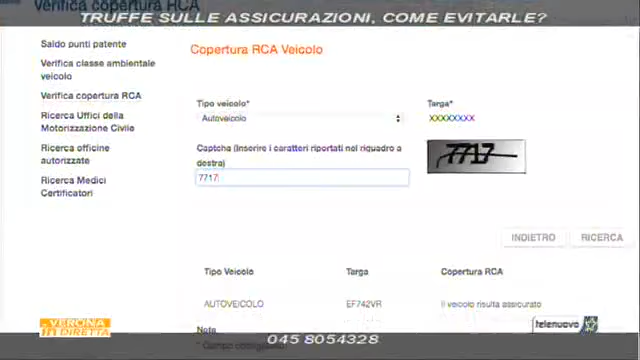 Verifica copertura RCA
TRUFFE SULLE ASSICURAZIONI, COME EVITARLE?
Saldo punti patente
Verifica classe ambientale
veicolo
Verifica copertura RCA
Ricerca Uffici della
Motorizzazione Civile
Ricerca officine
autorizzate
Ricerca Medici
Certificatori
Copertura RCA Veicolo
Tipo veicolo*
Targa*
Autoveicolo
XXXXXXXX
Captcha (Inserire i caratteri riportati nel riquadro a
destra)
7717
7717
INDIETRO
RICERCA
Tipo Veicolo
Targa
Copertura RCA
AUTOVEICOLO
EF742VR
Il veicolo risulta assicurato
VERONA
IN DIRETTA
telenuovo
Note
045 8054328
* Campo obbligatorio